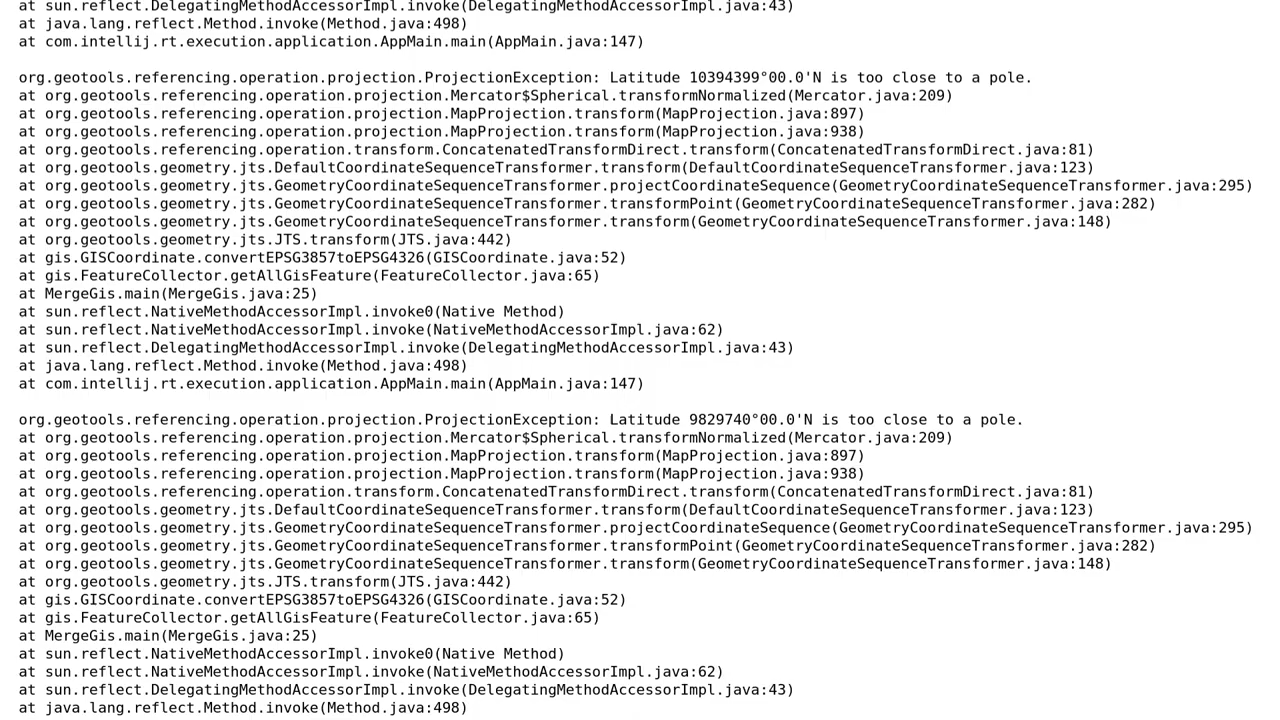 at sun.reflect.DelegatingMethodAccessorImpl.invoke(DelegatingMethodAccessorImpl.java:43)
at java.lang.reflect.Method.invoke(Method.java:498)
at com.intellij.rt.execution.application.AppMain.main(AppMain.java:147)
org.geotools.referencing.operation.projection.ProjectionException: Latitude 10394399°00.0'N is too close to a pole.
at org.geotools.referencing.operation.projection.Mercator$Spherical.transformNormalized(Mercator.java:209)
at org.geotools.referencing.operation.projection.MapProjection.transform(MapProjection.java:897)
at org.geotools.referencing.operation.projection.MapProjection.transform(MapProjection.java:938)
at org.geotools.referencing.operation.transform.ConcatenatedTransformDirect.transform(ConcatenatedTransformDirect.java:81)
at org.geotools.geometry.jts.DefaultCoordinateSequenceTransformer.transform(DefaultCoordinateSequenceTransformer.java:123)
at org.geotools.geometry.jts.GeometryCoordinateSequenceTransformer.projectCoordinateSequence(GeometryCoordinateSequenceTransformer.java:295)
at org.geotools.geometry.jts.GeometryCoordinateSequenceTransformer.transformPoint(GeometryCoordinateSequenceTransformer.java:282)
at org.geotools.geometry.jts.GeometryCoordinateSequenceTransformer.transform(GeometryCoordinateSequenceTransformer.java:148)
at org.geotools.geometry.jts.JTS.transform(JTS.java:442)
at gis.GISCoordinate.convertEPSG3857toEPSG4326(GISCoordinate.java:52)
at gis.FeatureCollector.getAllGisFeature(FeatureCollector.java:65)
at MergeGis.main(MergeGis.java:25)
at sun.reflect.NativeMethodAccessorImpl.invoke0(Native Method)
at sun.reflect.NativeMethodAccessorImpl.invoke(NativeMethodAccessorImpl.java:62)
at sun.reflect.DelegatingMethodAccessorImpl.invoke(DelegatingMethodAccessorImpl.java:43)
at java.lang.reflect.Method.invoke(Method.java:498)
at com.intellij.rt.execution.application.AppMain.main(AppMain.java:147)
org.geotools.referencing.operation.projection.ProjectionException: Latitude 9829740°00.0'N is too close to a pole.
at org.geotools.referencing.operation.projection.Mercator$Spherical.transformNormalized(Mercator.java:209)
at org.geotools.referencing.operation.projection.MapProjection.transform(MapProjection.java:897)
at org.geotools.referencing.operation.projection.MapProjection.transform(MapProjection.java:938)
at org.geotools.referencing.operation.transform.ConcatenatedTransformDirect.transform(ConcatenatedTransformDirect.java:81)
at org.geotools.geometry.jts.DefaultCoordinateSequenceTransformer.transform(DefaultCoordinateSequenceTransformer.java:123)
at org.geotools.geometry.jts.GeometryCoordinateSequenceTransformer.projectCoordinateSequence(GeometryCoordinateSequenceTransformer.java:295)
at org.geotools.geometry.jts.GeometryCoordinateSequenceTransformer.transformPoint(GeometryCoordinateSequenceTransformer.java:282)
at org.geotools.geometry.jts.GeometryCoordinateSequenceTransformer.transform(GeometryCoordinateSequenceTransformer.java:148)
at org.geotools.geometry.jts.JTS.transform(JTS.java:442)
at gis.GISCoordinate.convertEPSG3857toEPSG4326(GISCoordinate.java:52)
at gis.FeatureCollector.getAllGisFeature(FeatureCollector.java:65)
at MergeGis.main(MergeGis.java:25)
at sun.reflect.NativeMethodAccessorImpl.invoke0(Native Method)
at sun.reflect.NativeMethodAccessorImpl.invoke(NativeMethodAccessorImpl.java:62)
at sun.reflect.DelegatingMethodAccessorImpl.invoke(DelegatingMethodAccessorImpl.java:43)
at java.lang.reflect.Method.invoke(Method.java:498)